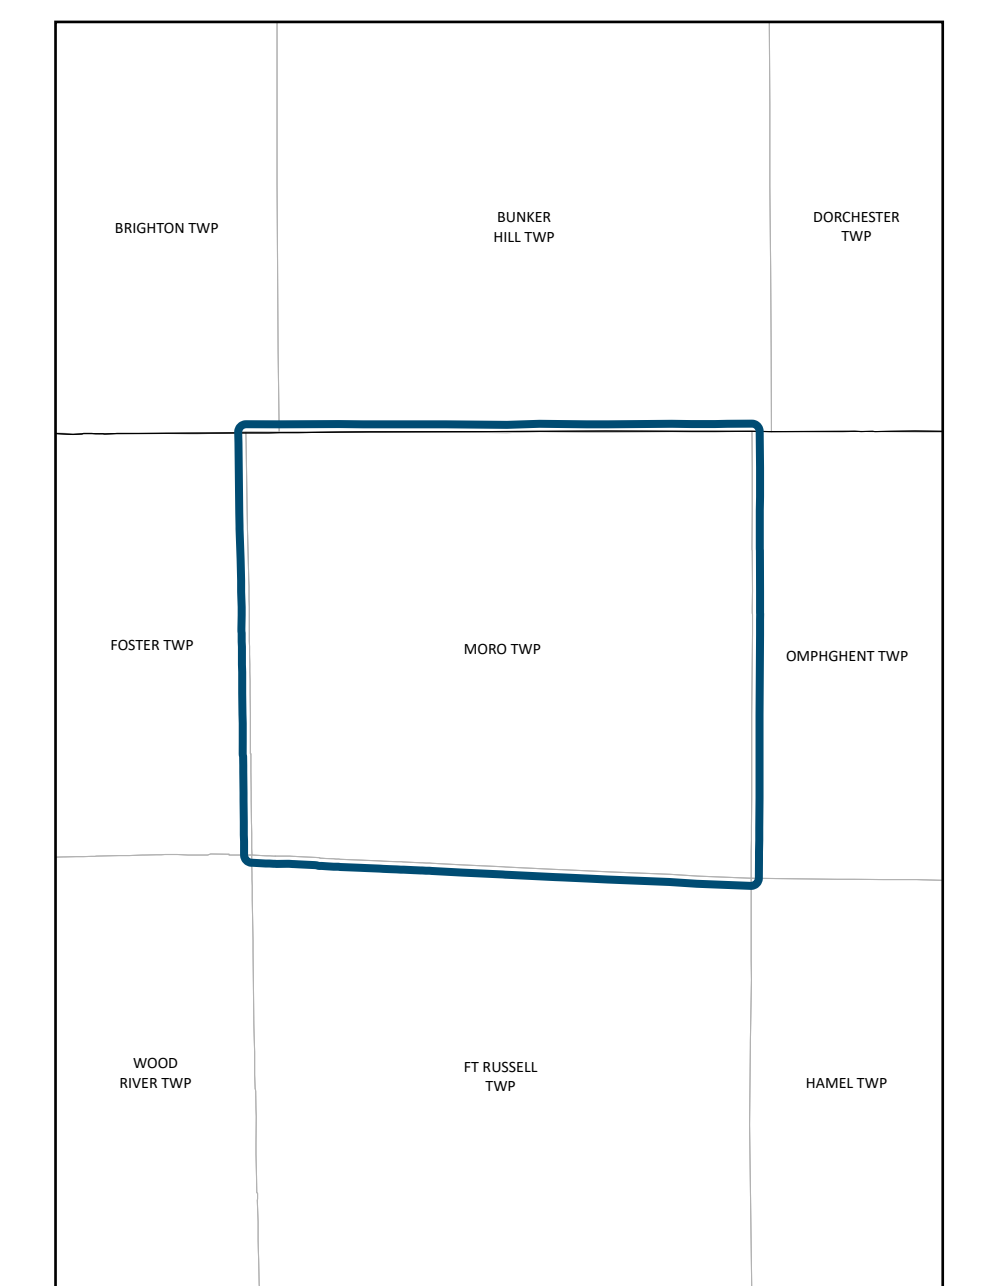 BRIGHTON TWP
BUNKER
HILL TWP
DORCHESTER
TWP
FOSTER TWP
MORO TWP
OMPHGHENT TWP
WOOD
RIVER TWP
FT RUSSELL
TWP
HAMEL TWP